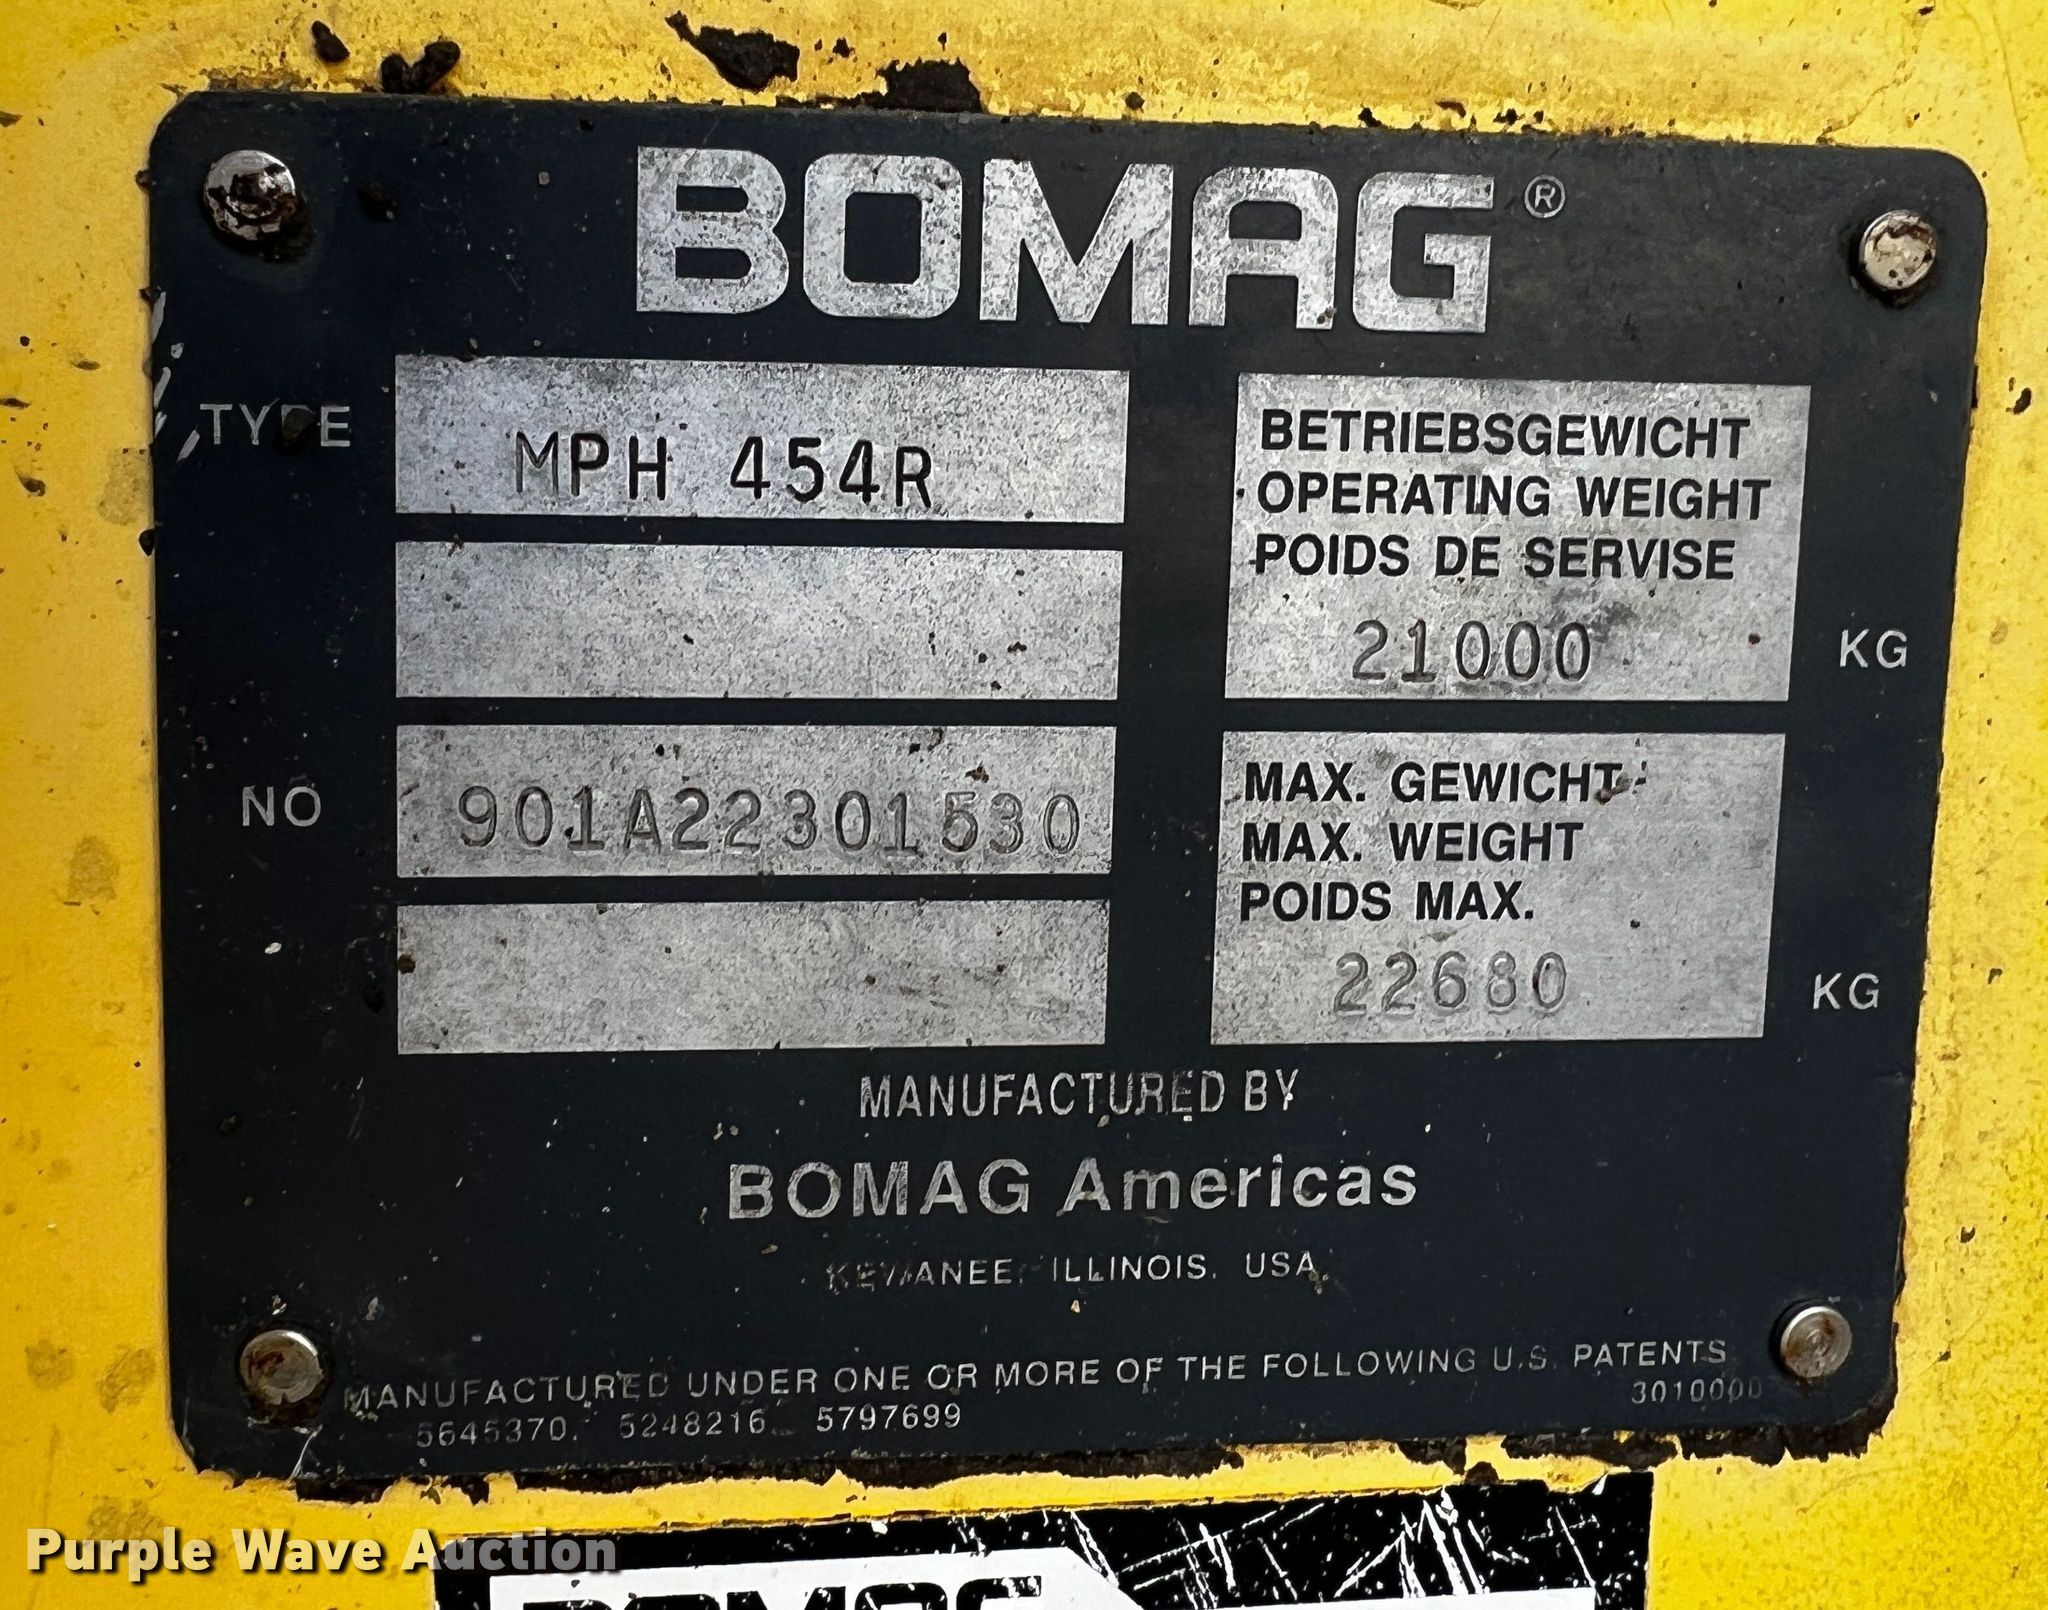 BOMAG®
TYPE MPH 454R
BETRIEBSGEWICHT
OPERATING WEIGHT
POIDS DE SERVISE
21000 KG
NO 901A22301530
MAX. GEWICHT
MAX. WEIGHT
POIDS MAX.
22680 KG
MANUFACTURED BY
BOMAG Americas
KEWANEE, ILLINOIS, USA
MANUFACTURED UNDER ONE OR MORE OF THE FOLLOWING U.S. PATENTS
3010000
5645370, 5248216, 5797699
Purple Wave Auction
BOMAG